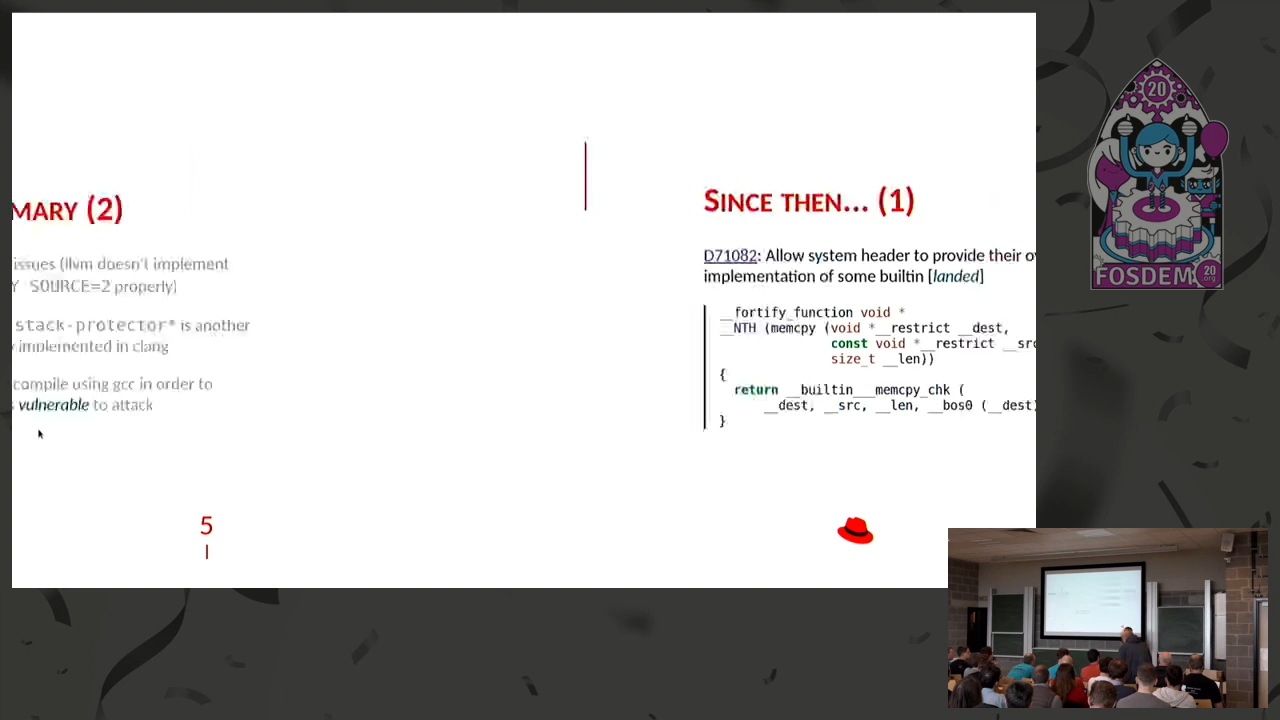 MARY (2)
issues (llvm doesn't implement
Y_SOURCE=2 properly)
stack-protector* is another
implemented in clang
compile using gcc in order to
vulnerable to attack
5
SINCE THEN... (1)
D71082: Allow system header to provide their
implementation of some builtin [landed]
__fortify_function void *
__NTH (memcpy (void *__restrict __dest,
const void *__restrict __src
size_t __len))
{
return __builtin___memcpy_chk (
__dest, __src, __len, __bos0 (__dest)
}
20
FOSDEM
20
.org